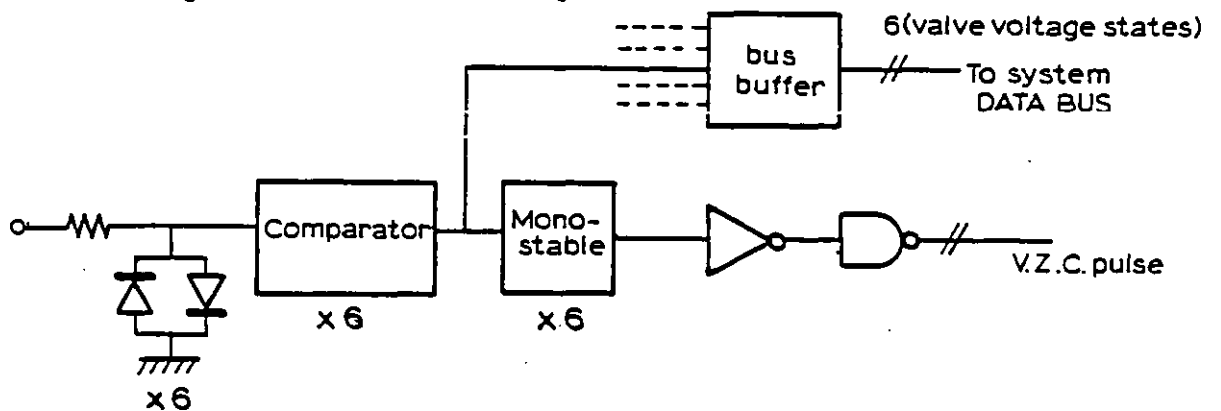 6(valve voltage states)
bus
buffer
To system
DATA BUS
Comparator
Mono-
stable
V.Z.C. pulse
x 6
x 6
x 6